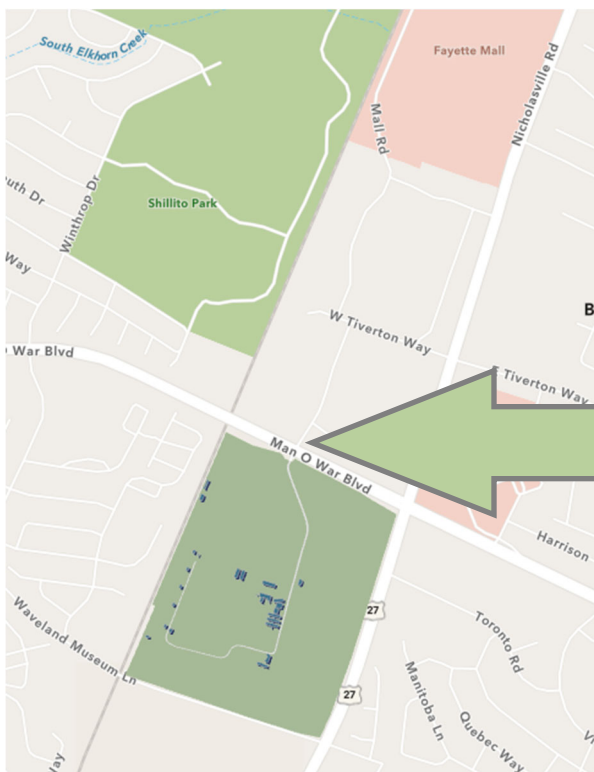 South Elkhorn Creek
Fayette Mall
Nicholasville Rd
Mall Rd
Winthrop Dr
outh Dr
Shillito Park
Way
B
W Tiverton Way
E Tiverton Way
War Blvd
Man O War Blvd
Harrison
27
Toronto Rd
Waveland Museum Ln
Manitoba Ln
27
Quebec Way